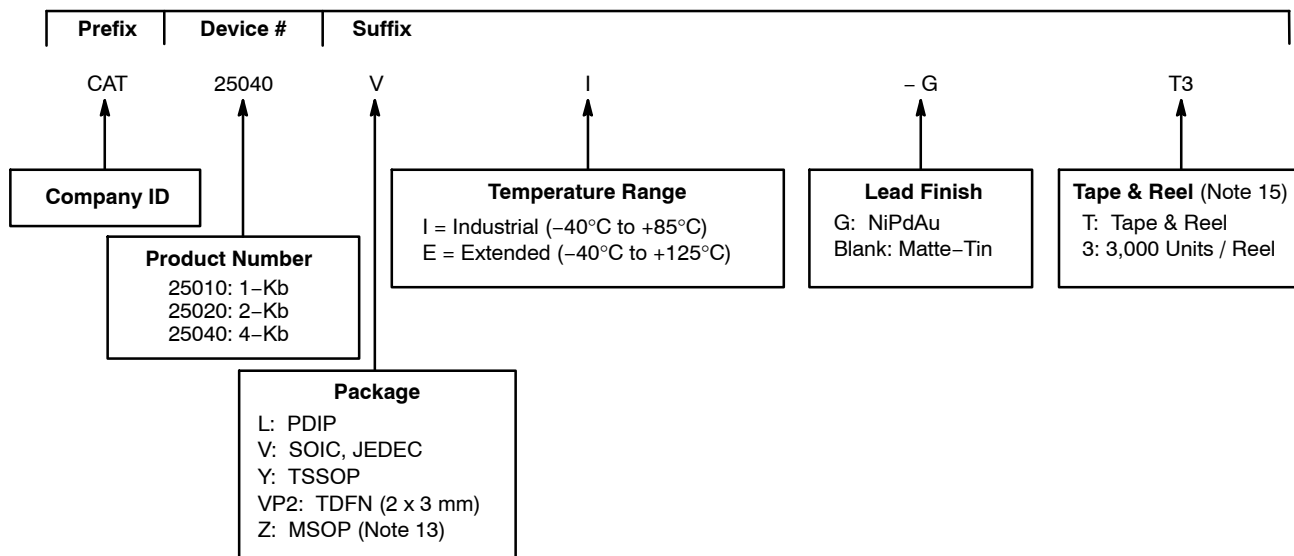 Prefix Device # Suffix
CAT 25040 V I – G T3
Company ID
Product Number
25010: 1–Kb
25020: 2–Kb
25040: 4–Kb
Package
L: PDIP
V: SOIC, JEDEC
Y: TSSOP
VP2: TDFN (2 x 3 mm)
Z: MSOP (Note 13)
Temperature Range
I = Industrial (–40°C to +85°C)
E = Extended (–40°C to +125°C)
Lead Finish
G: NiPdAu
Blank: Matte–Tin
Tape & Reel (Note 15)
T: Tape & Reel
3: 3,000 Units / Reel